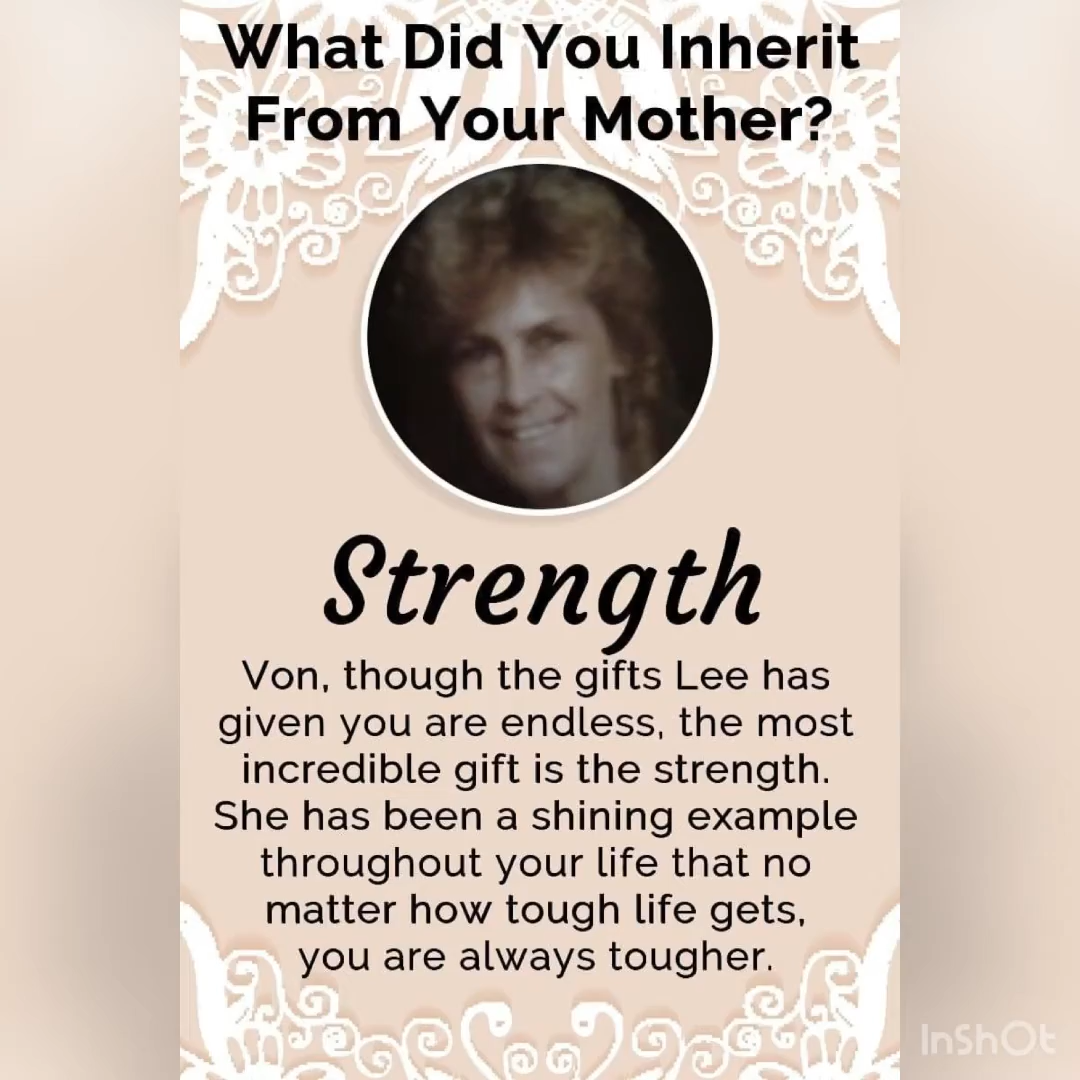 What Did You Inherit
From Your Mother?
Strength
Von, though the gifts Lee has
given you are endless, the most
incredible gift is the strength.
She has been a shining example
throughout your life that no
matter how tough life gets,
you are always tougher.
InShOt